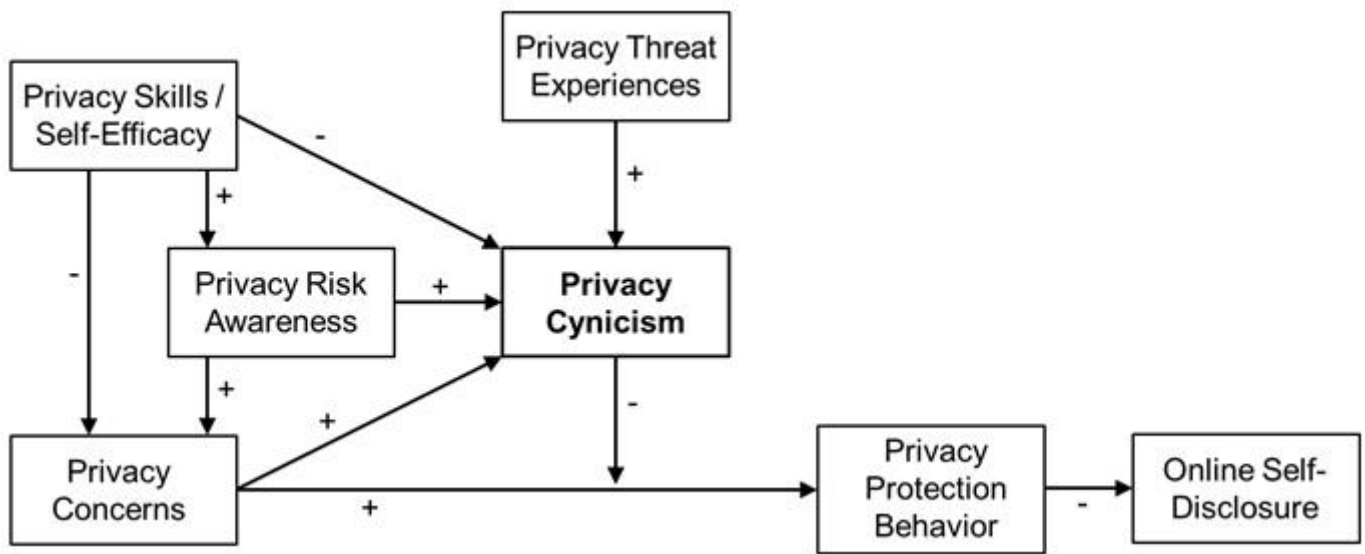 Privacy Threat
Experiences
Privacy Skills /
Self-Efficacy
-
+
+
-
Privacy Risk
Awareness
+
Privacy
Cynicism
+
+
-
Privacy
Concerns
+
Privacy
Protection
Behavior
-
Online Self-
Disclosure